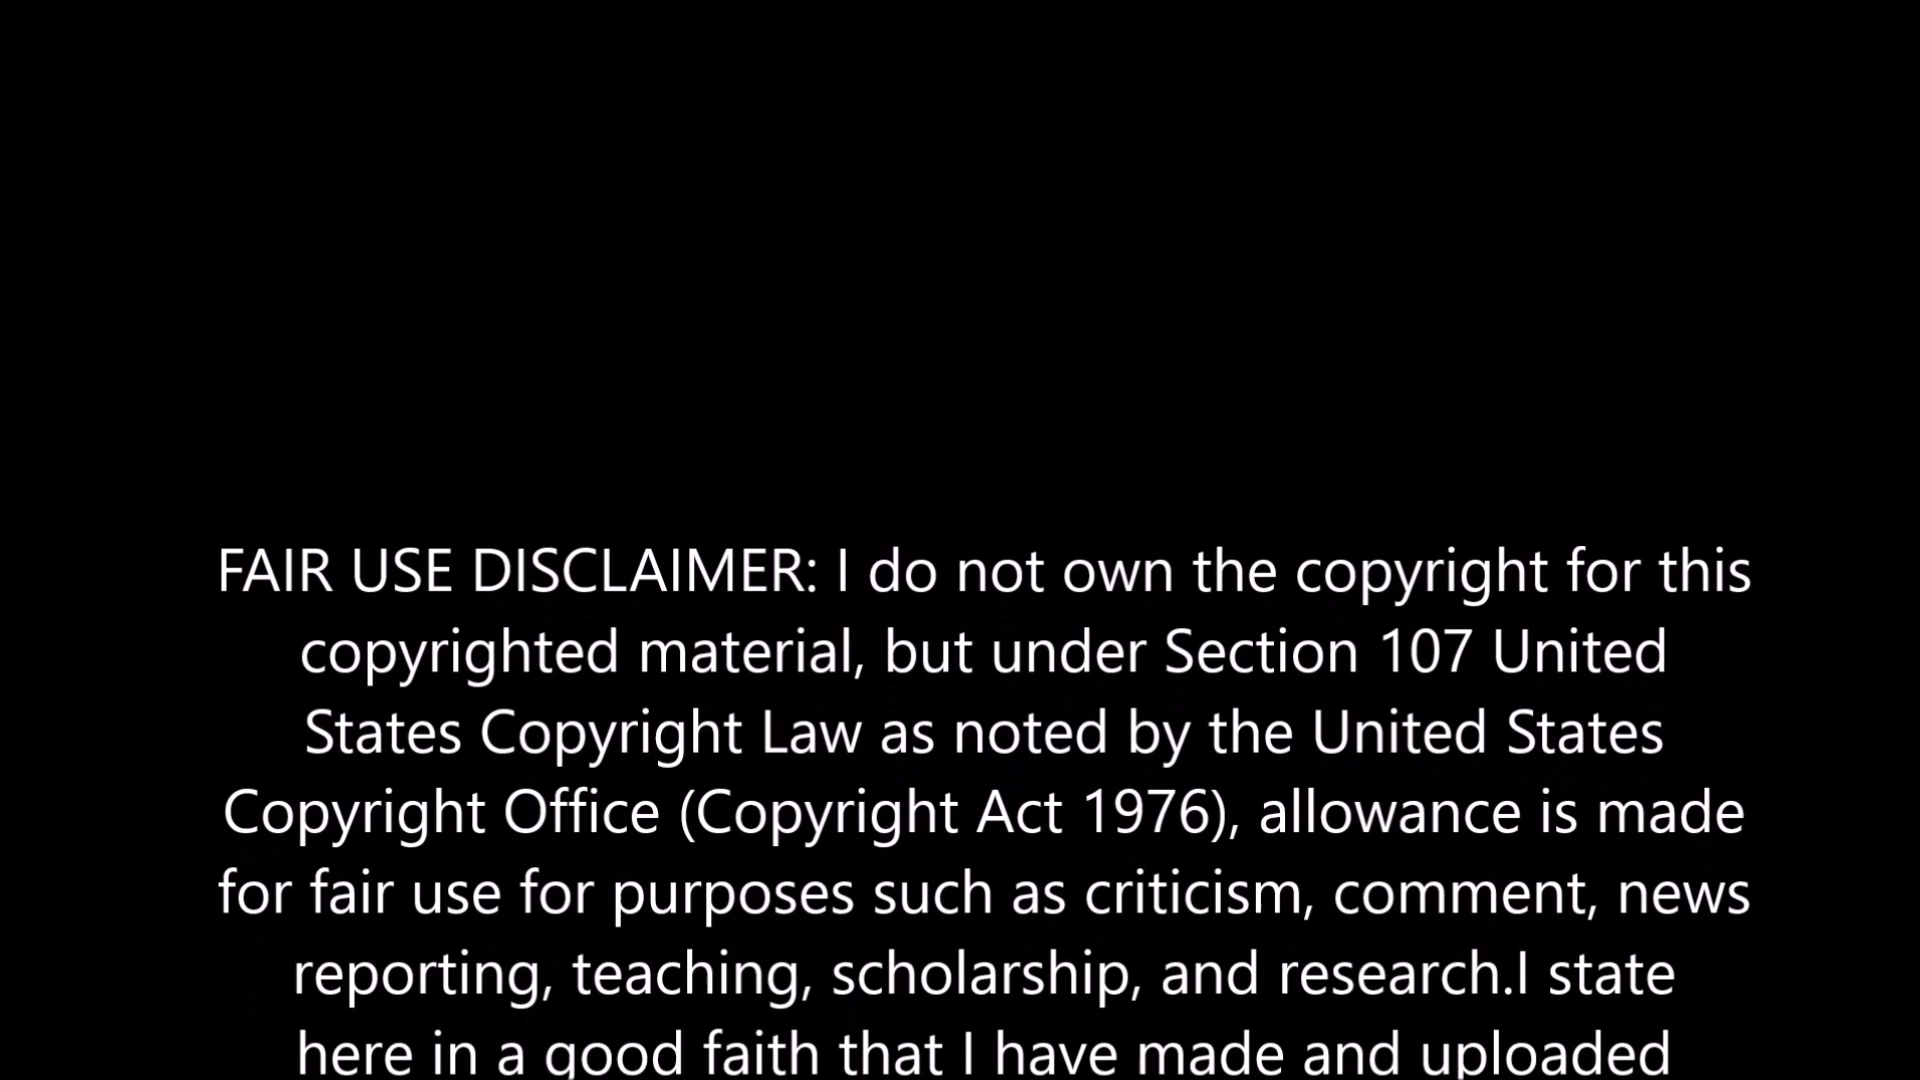 FAIR USE DISCLAIMER: I do not own the copyright for this
copyrighted material, but under Section 107 United
States Copyright Law as noted by the United States
Copyright Office (Copyright Act 1976), allowance is made
for fair use for purposes such as criticism, comment, news
reporting, teaching, scholarship, and research.I state
here in a good faith that I have made and uploaded